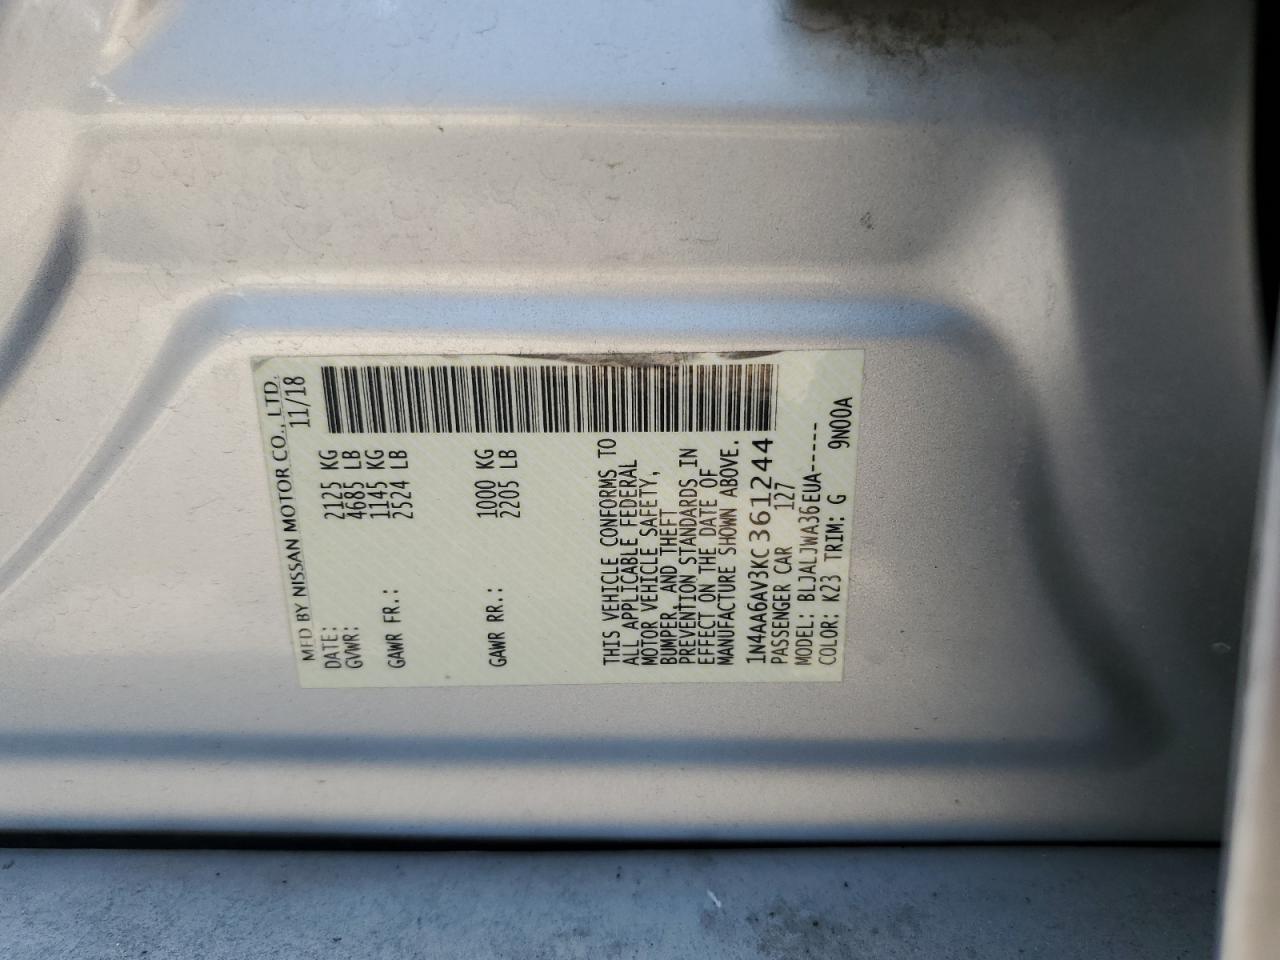 MFD BY NISSAN MOTOR CO., LTD.
DATE: 11/18
GVWR: 2125 KG
4685 LB
GAWR FR.: 1145 KG
2524 LB
GAWR RR.: 1000 KG
2205 LB
THIS VEHICLE CONFORMS TO
ALL APPLICABLE FEDERAL
MOTOR VEHICLE SAFETY,
BUMPER, AND THEFT
PREVENTION STANDARDS IN
EFFECT ON THE DATE OF
MANUFACTURE SHOWN ABOVE.
1N4AA6AV3KC361244
PASSENGER CAR 127
MODEL: BLJALJWA36EUA------
COLOR: K23 TRIM: G 9N00A